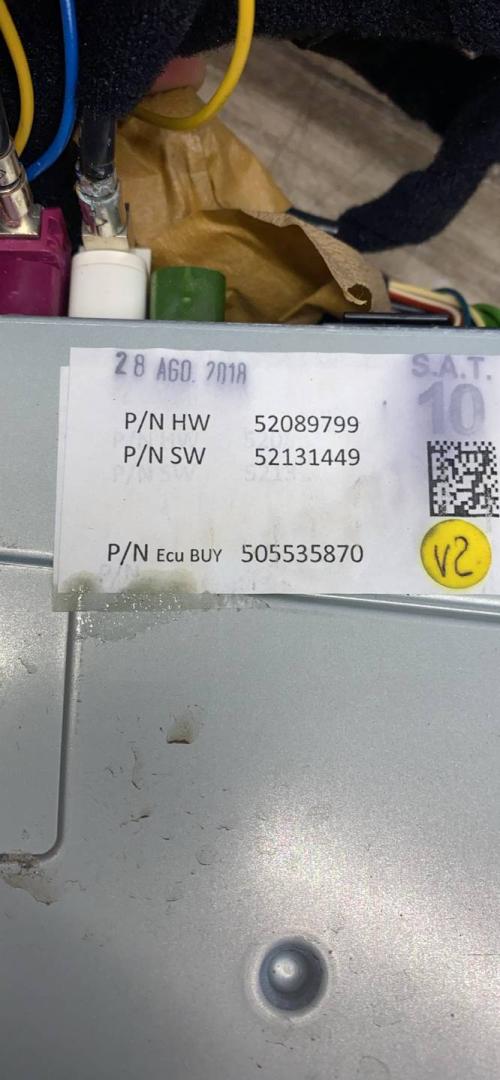 28 AGO. 2018
S.A.T.
10
P/N HW 52089799
P/N SW 52131449
P/N Ecu BUY 505535870
V2